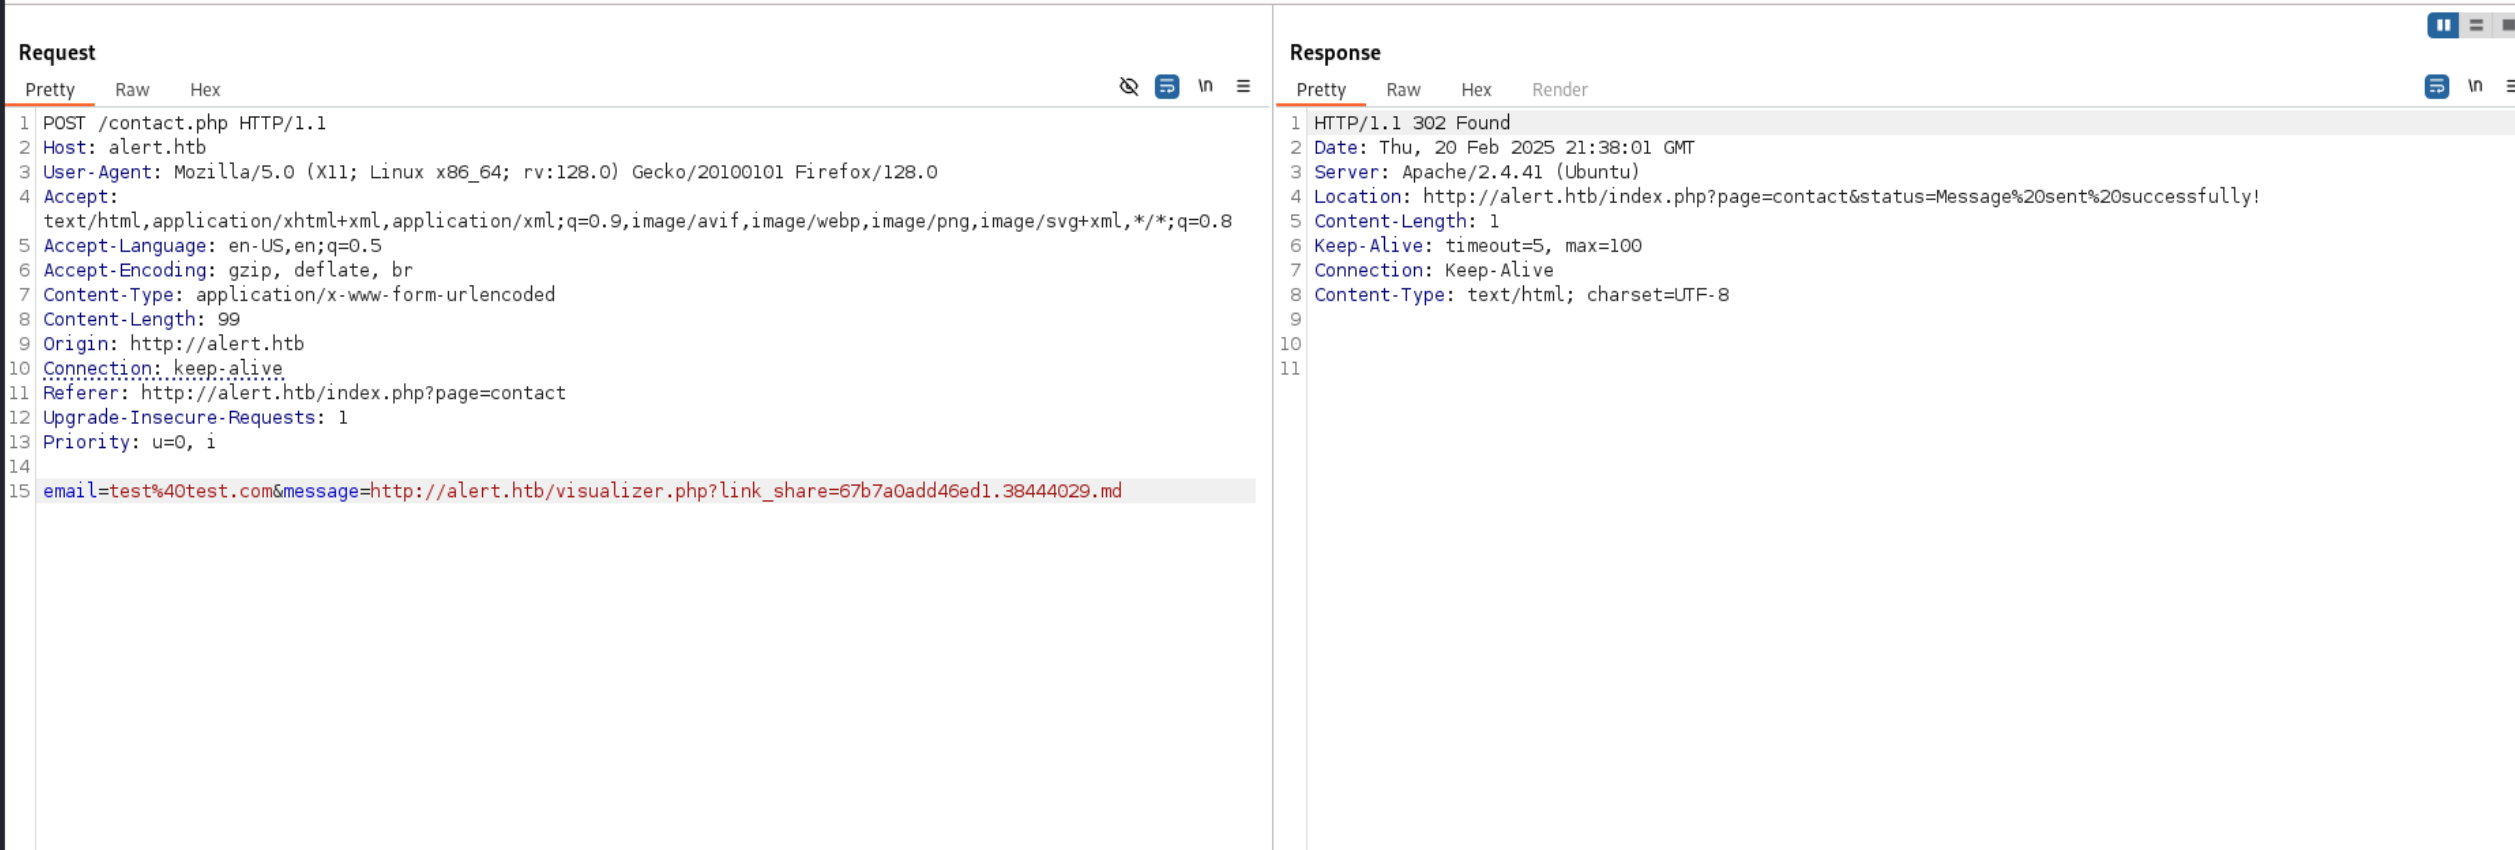 Request
Pretty Raw Hex
\n
1 POST /contact.php HTTP/1.1
2 Host: alert.htb
3 User-Agent: Mozilla/5.0 (X11; Linux x86_64; rv:128.0) Gecko/20100101 Firefox/128.0
4 Accept:
text/html,application/xhtml+xml,application/xml;q=0.9,image/avif,image/webp,image/png,image/svg+xml,*/*;q=0.8
5 Accept-Language: en-US,en;q=0.5
6 Accept-Encoding: gzip, deflate, br
7 Content-Type: application/x-www-form-urlencoded
8 Content-Length: 99
9 Origin: http://alert.htb
10 Connection: keep-alive
11 Referer: http://alert.htb/index.php?page=contact
12 Upgrade-Insecure-Requests: 1
13 Priority: u=0, i
14
15 email=test%40test.com&message=http://alert.htb/visualizer.php?link_share=67b7a0add46ed1.38444029.md
Response
Pretty Raw Hex Render
\n
1 HTTP/1.1 302 Found
2 Date: Thu, 20 Feb 2025 21:38:01 GMT
3 Server: Apache/2.4.41 (Ubuntu)
4 Location: http://alert.htb/index.php?page=contact&status=Message%20sent%20successfully!
5 Content-Length: 1
6 Keep-Alive: timeout=5, max=100
7 Connection: Keep-Alive
8 Content-Type: text/html; charset=UTF-8
9
10
11